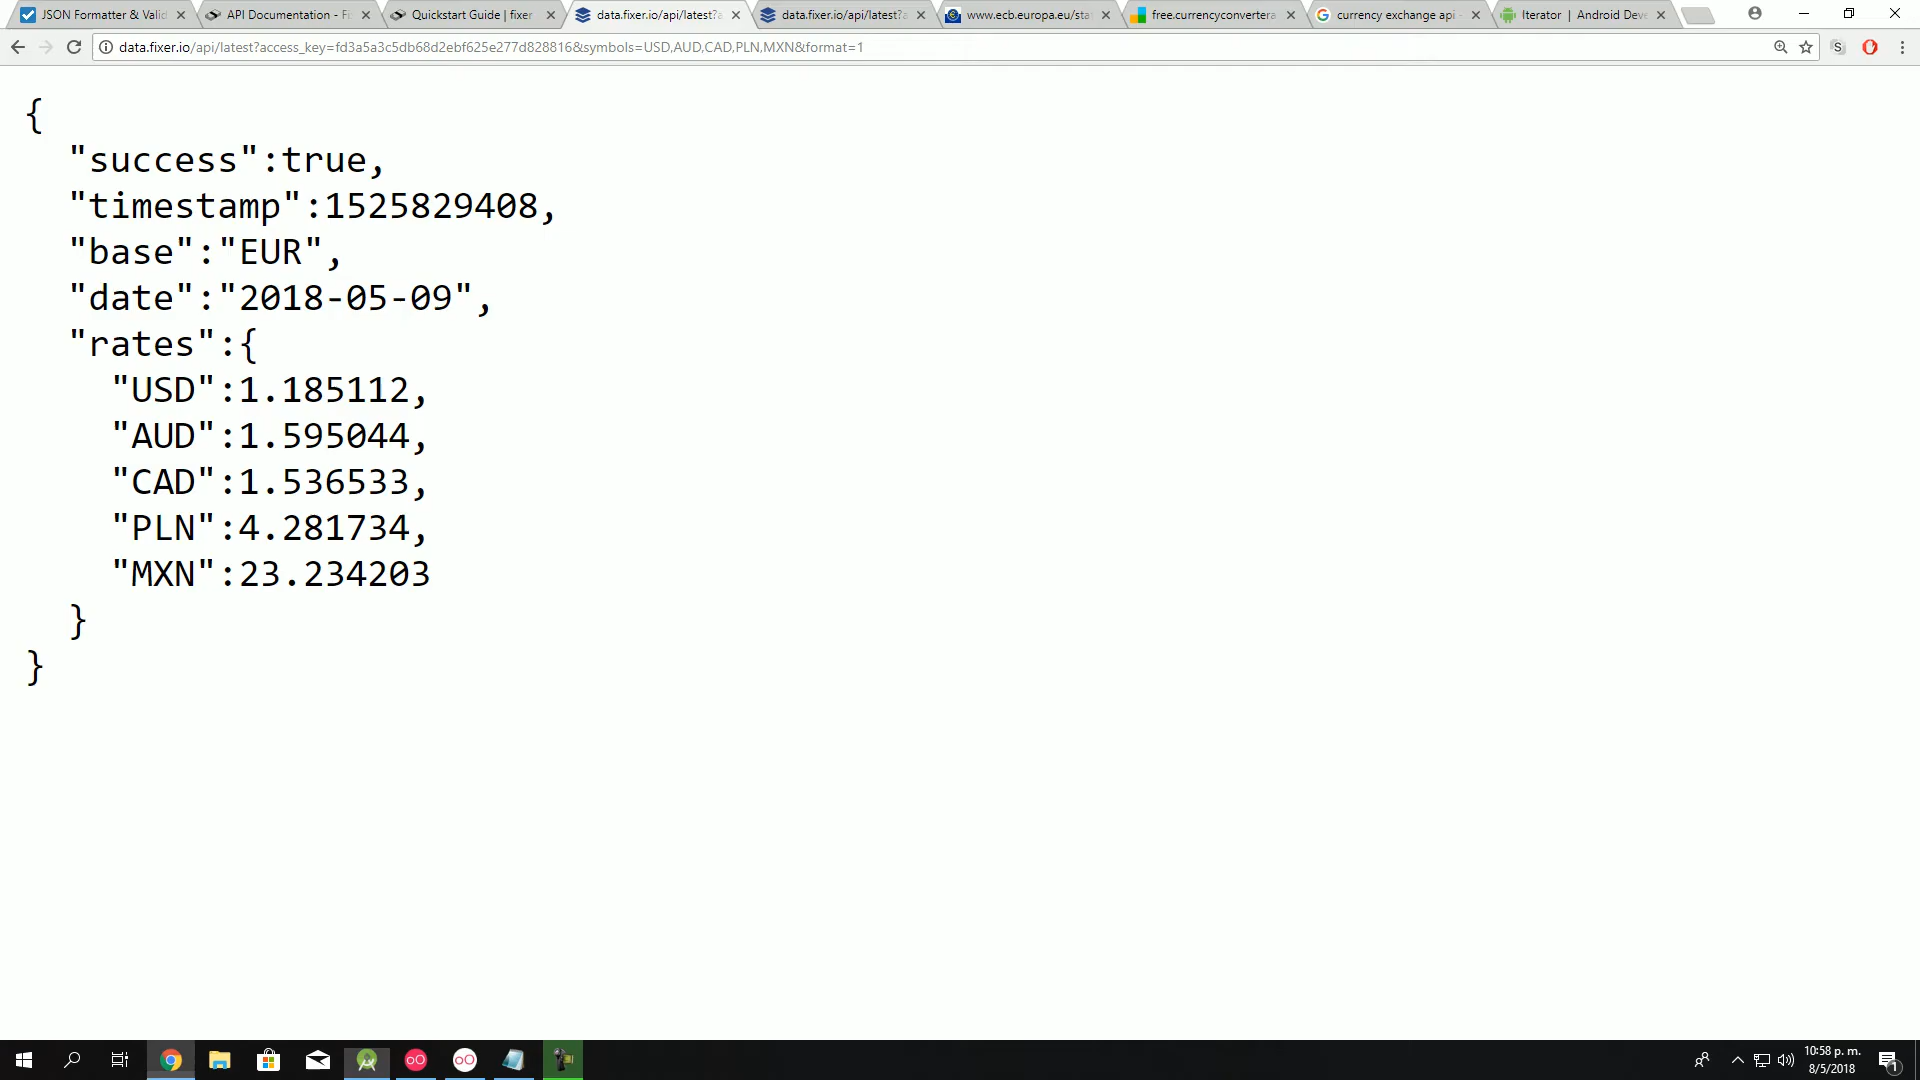 JSON Formatter & Valid
API Documentation - Fi
Quickstart Guide | fixer
data.fixer.io/api/latest?a
data.fixer.io/api/latest?a
www.ecb.europa.eu/sta
free.currencyconvertera
currency exchange api -
Iterator | Android Deve
data.fixer.io/api/latest?access_key=fd3a5a3c5db68d2ebf625e277d828816&symbols=USD,AUD,CAD,PLN,MXN&format=1
{
"success":true,
"timestamp":1525829408,
"base":"EUR",
"date":"2018-05-09",
"rates":{
"USD":1.185112,
"AUD":1.595044,
"CAD":1.536533,
"PLN":4.281734,
"MXN":23.234203
}
}
10:58 p. m.
8/5/2018
1